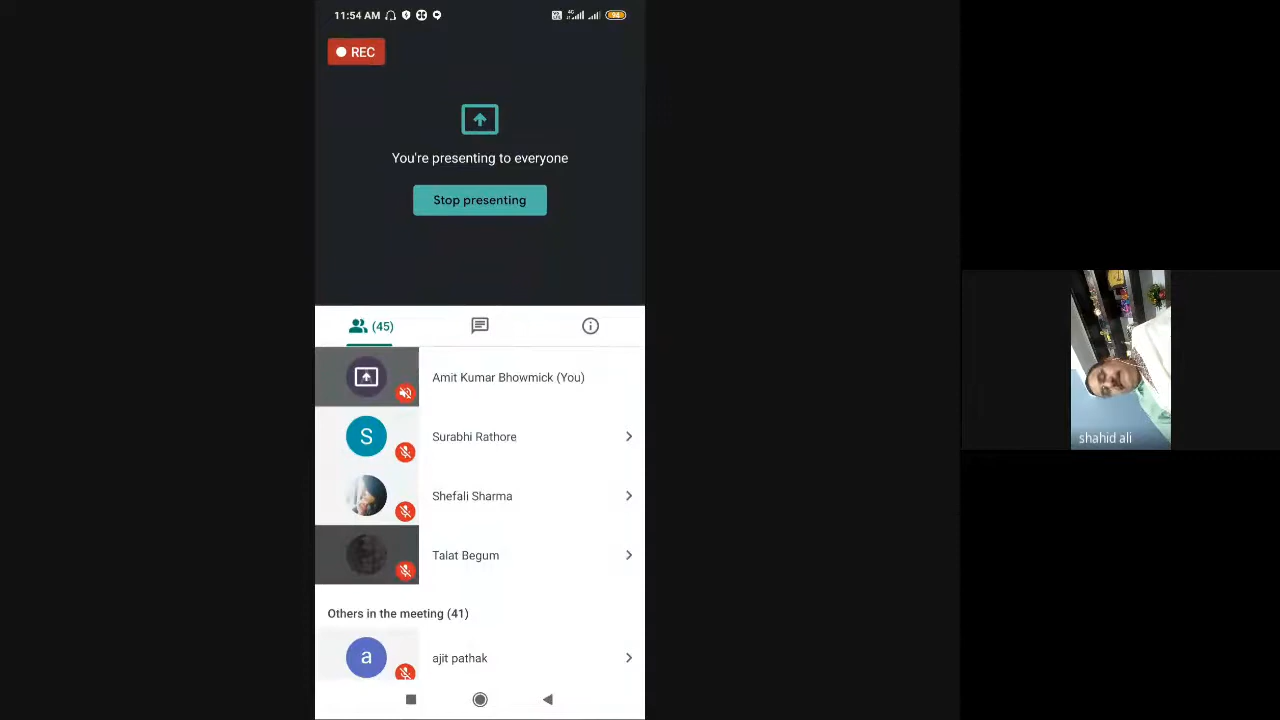 11:54 AM
94
REC
You're presenting to everyone
Stop presenting
(45)
Amit Kumar Bhowmick (You)
S
Surabhi Rathore
Shefali Sharma
Talat Begum
Others in the meeting (41)
a
ajit pathak
shahid ali